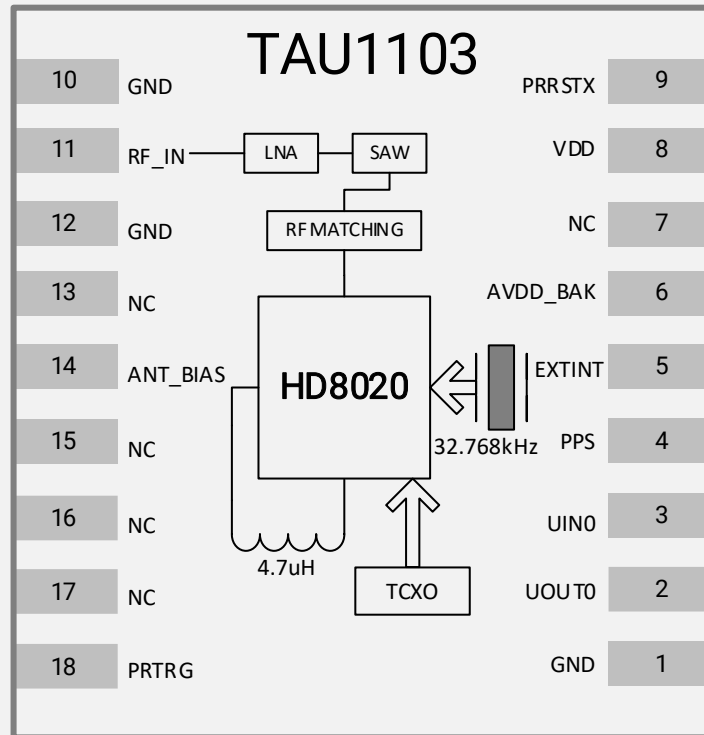 TAU1103
10 GND
PRRSTX 9
11 RF_IN LNA SAW VDD 8
12 GND RF MATCHING NC 7
13 NC AVDD_BAK 6
14 ANT_BIAS HD8020 EXTINT 5
15 NC 32.768kHz PPS 4
16 NC UIN0 3
4.7uH
17 NC TCXO UOUT0 2
18 PRTRG GND 1